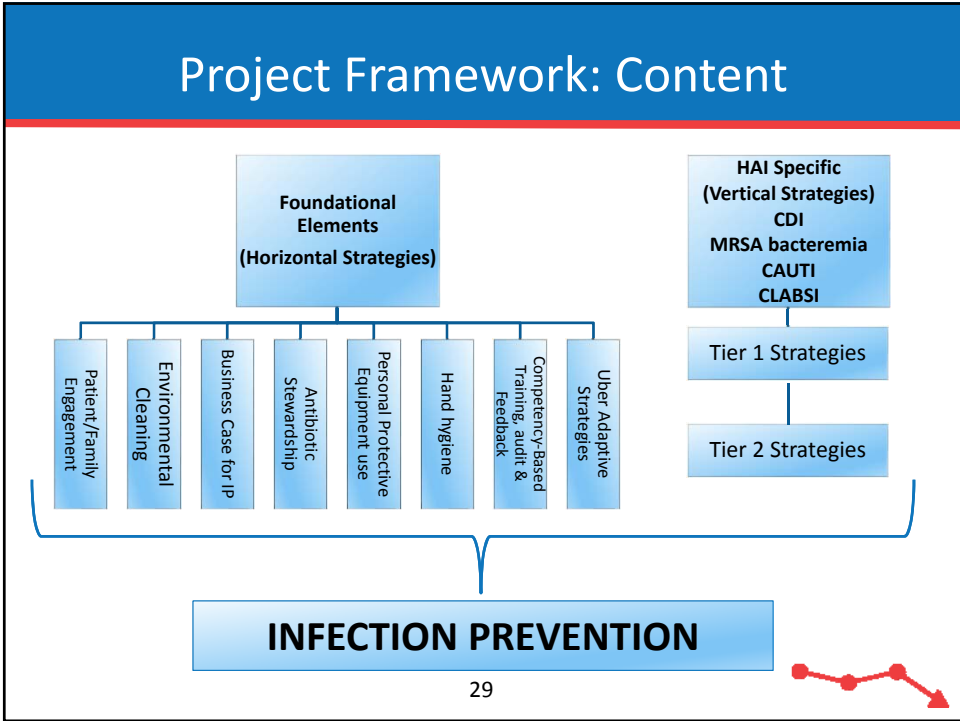 Project Framework: Content
Foundational
Elements
(Horizontal Strategies)
HAI Specific
(Vertical Strategies)
CDI
MRSA bacteremia
CAUTI
CLABSI
Patient/Family
Engagement
Environmental
Cleaning
Business Case for IP
Antibiotic
Stewardship
Personal Protective
Equipment use
Hand hygiene
Competency-Based
Training, audit &
Feedback
Uber Adaptive
Strategies
Tier 1 Strategies
Tier 2 Strategies
INFECTION PREVENTION
29